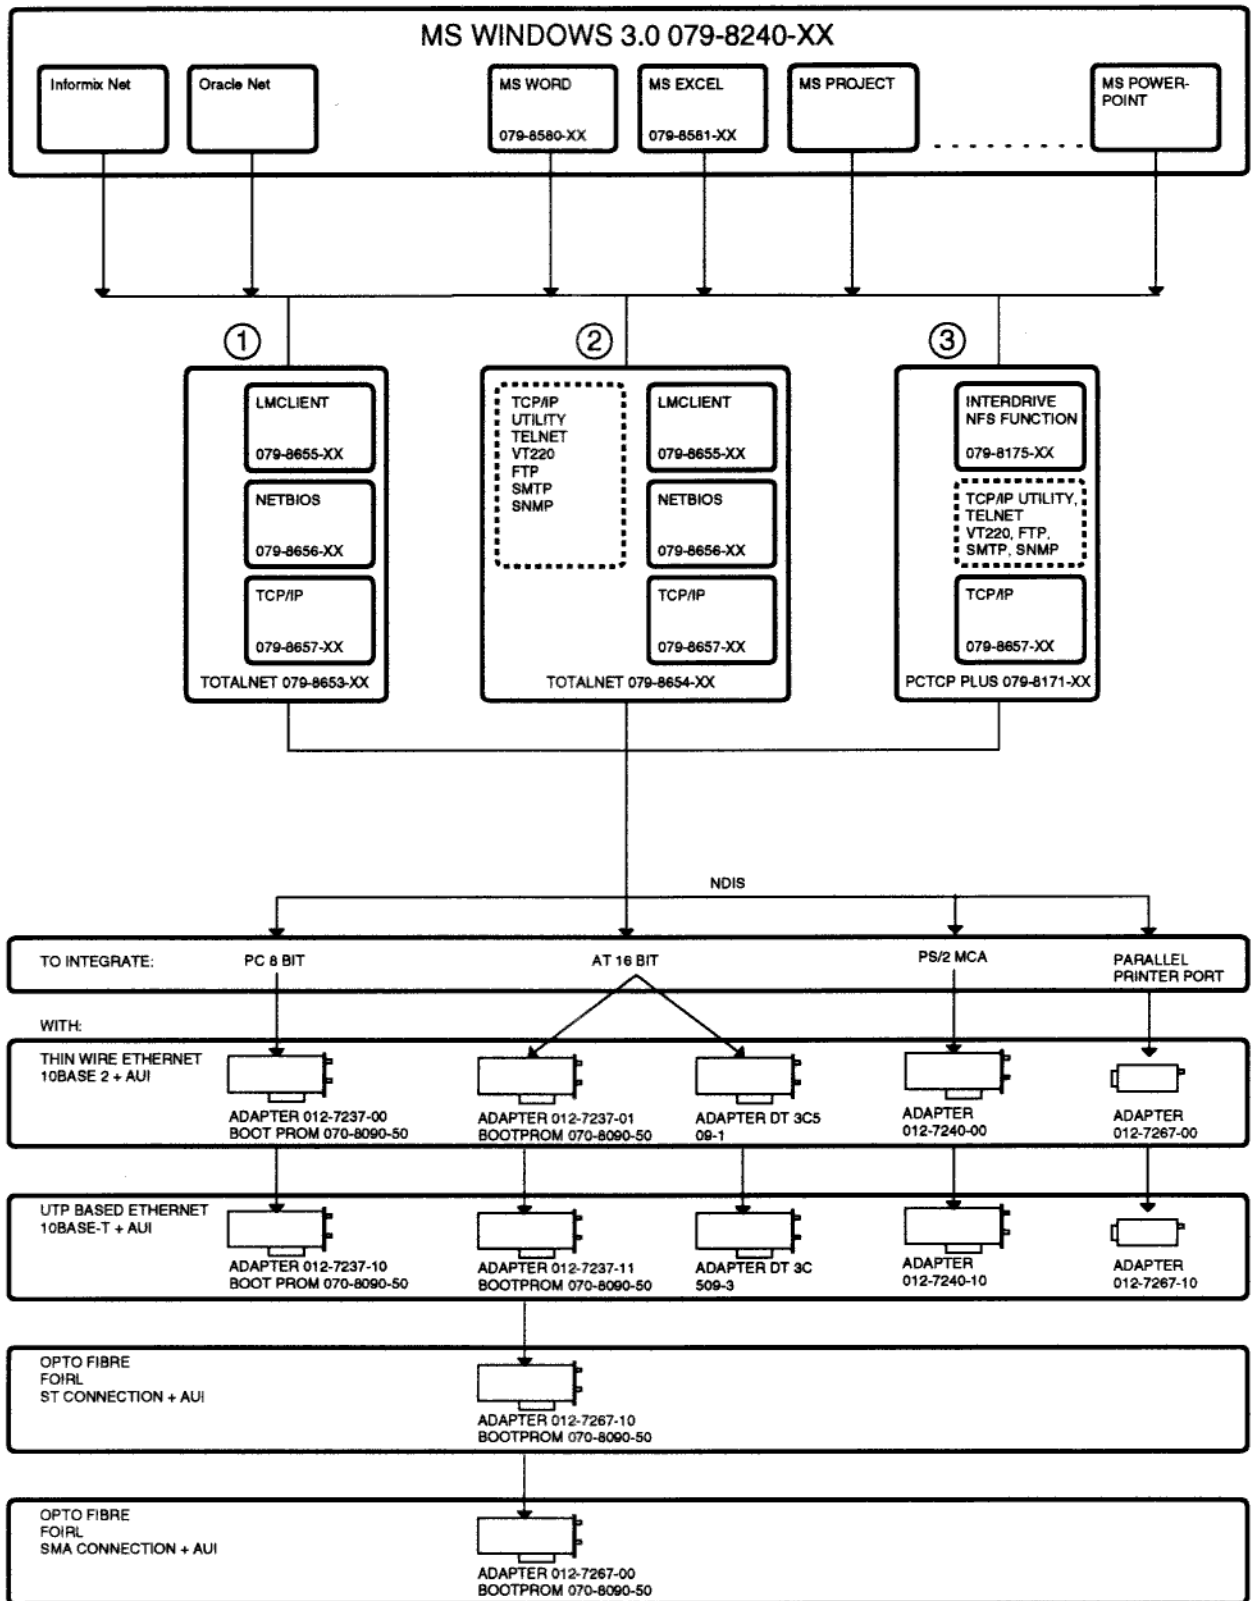 MS WINDOWS 3.0 079-8240-XX
Informix Net
Oracle Net
MS WORD
079-8580-XX
MS EXCEL
079-8581-XX
MS PROJECT
MS POWER-
POINT
1
2
3
LMCLIENT
079-8655-XX
NETBIOS
079-8656-XX
TCP/IP
079-8657-XX
TOTALNET 079-8653-XX
TCP/IP
UTILITY
TELNET
VT220
FTP
SMTP
SNMP
LMCLIENT
079-8655-XX
NETBIOS
079-8656-XX
TCP/IP
079-8657-XX
TOTALNET 079-8654-XX
INTERDRIVE
NFS FUNCTION
079-8175-XX
TCP/IP UTILITY,
TELNET
VT220, FTP,
SMTP, SNMP
TCP/IP
079-8657-XX
PCTCP PLUS 079-8171-XX
NDIS
TO INTEGRATE:
PC 8 BIT
AT 16 BIT
PS/2 MCA
PARALLEL
PRINTER PORT
WITH:
THIN WIRE ETHERNET
10BASE 2 + AUI
ADAPTER 012-7237-00
BOOT PROM 070-8090-50
ADAPTER 012-7237-01
BOOTPROM 070-8090-50
ADAPTER DT 3C5
09-1
ADAPTER
012-7240-00
ADAPTER
012-7267-00
UTP BASED ETHERNET
10BASE-T + AUI
ADAPTER 012-7237-10
BOOT PROM 070-8090-50
ADAPTER 012-7237-11
BOOTPROM 070-8090-50
ADAPTER DT 3C
509-3
ADAPTER
012-7240-10
ADAPTER
012-7267-10
OPTO FIBRE
FOIRL
ST CONNECTION + AUI
ADAPTER 012-7267-10
BOOTPROM 070-8090-50
OPTO FIBRE
FOIRL
SMA CONNECTION + AUI
ADAPTER 012-7267-00
BOOTPROM 070-8090-50